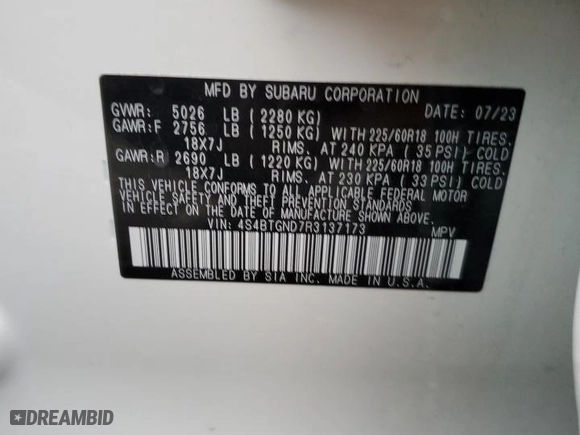 MFD BY SUBARU CORPORATION
GVWR: 5026 LB (2280 KG) DATE: 07/23
GAWR:F 2756 LB (1250 KG) WITH 225/60R18 100H TIRES.
18X7J RIMS. AT 240 KPA (35 PSI) COLD
GAWR:R 2690 LB (1220 KG) WITH 225/60R18 100H TIRES.
18X7J RIMS. AT 230 KPA (33 PSI) COLD
THIS VEHICLE CONFORMS TO ALL APPLICABLE FEDERAL MOTOR
VEHICLE SAFETY AND THEFT PREVENTION STANDARDS
IN EFFECT ON THE DATE OF MANUFACTURE SHOWN ABOVE.
VIN: 4S4BTGND7R3137173 MPV
ASSEMBLED BY SIA INC. MADE IN U.S.A.
DREAMBID